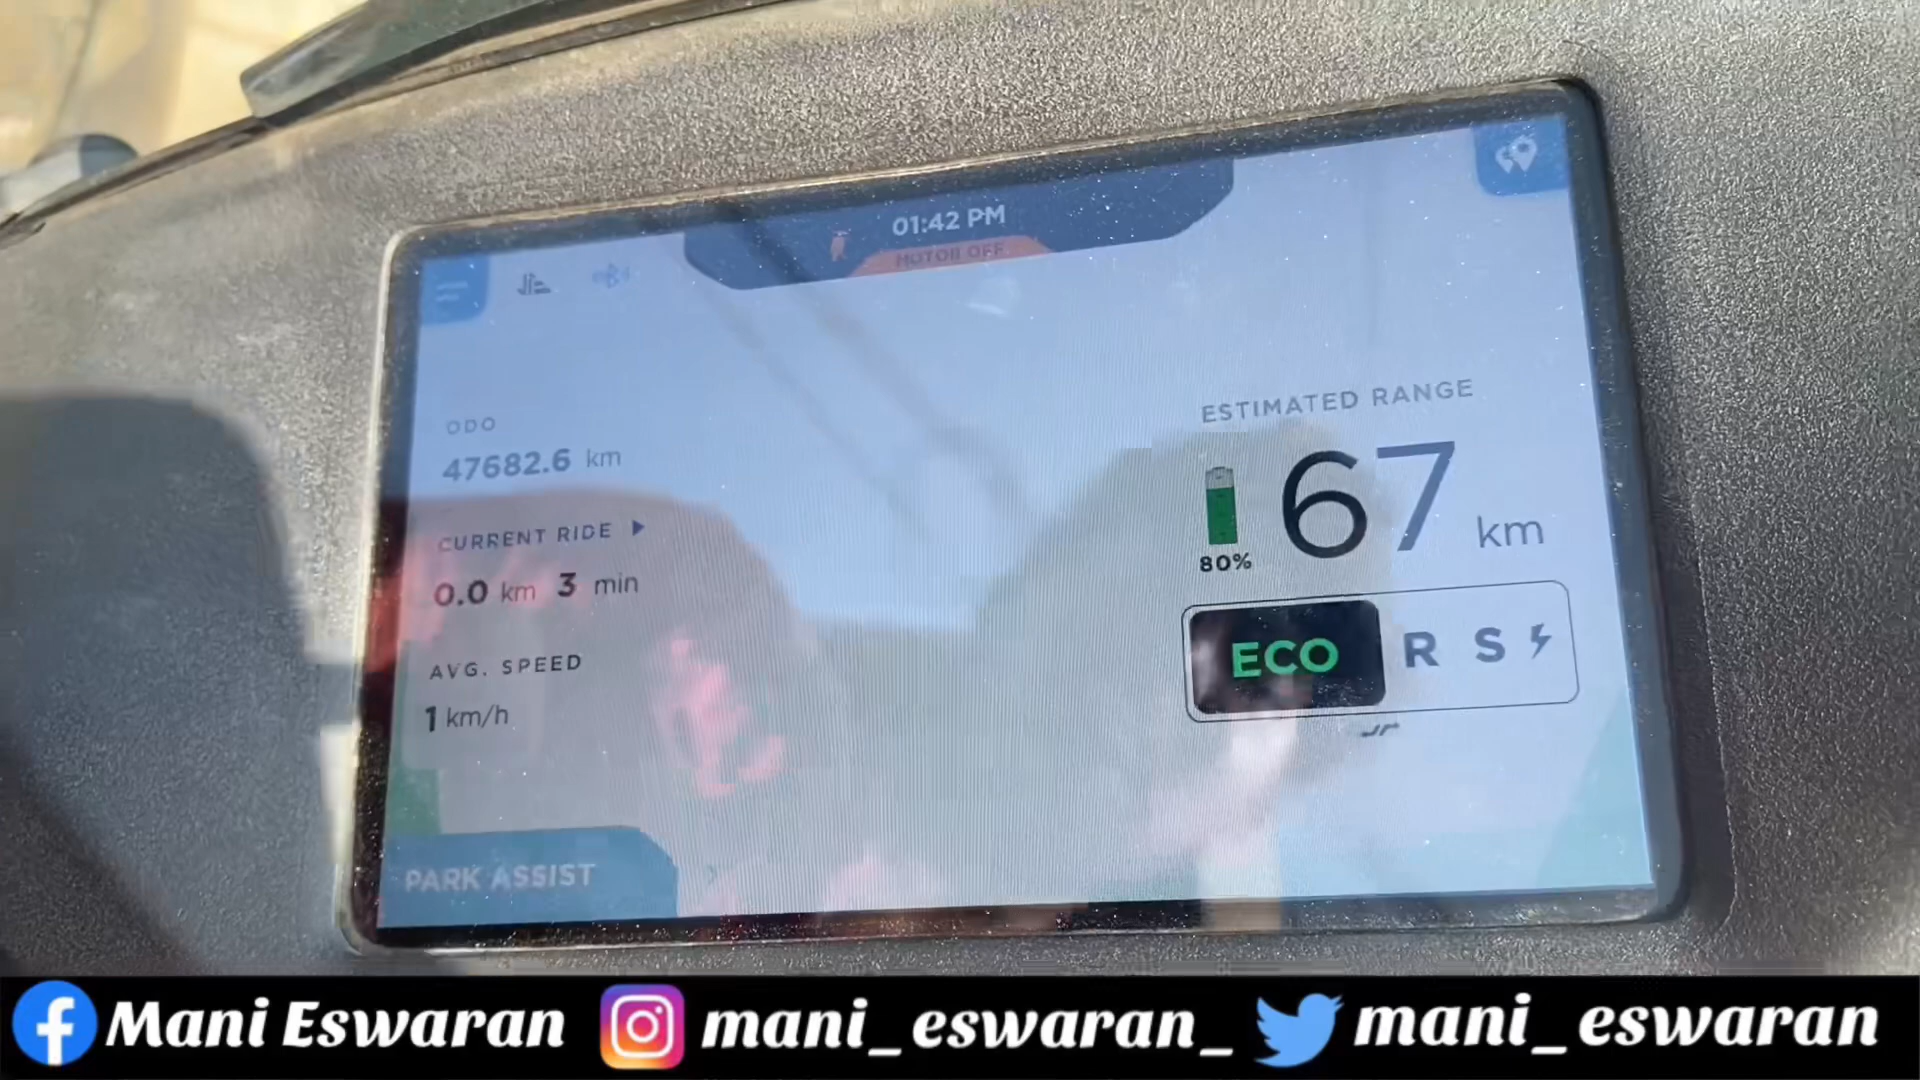 01:42 PM
MOTOR OFF
ODO
47682.6 km
CURRENT RIDE
0.0 km 3 min
AVG. SPEED
1 km/h
PARK ASSIST
ESTIMATED RANGE
80%
67 km
ECO R S
Mani Eswaran mani_eswaran_ mani_eswaran